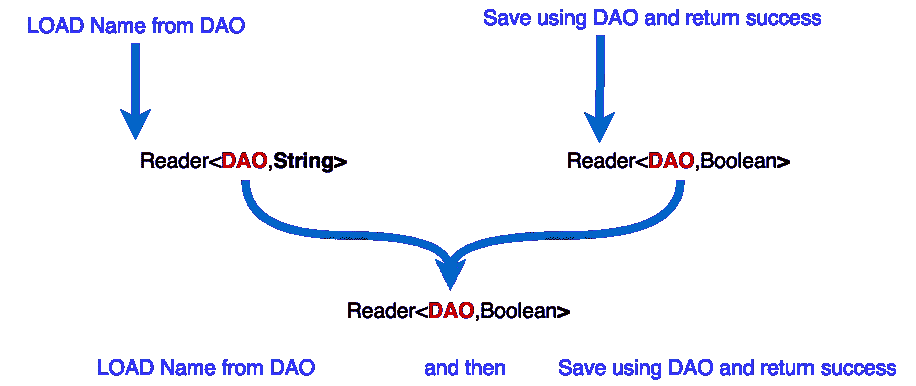 LOAD Name from DAO
Save using DAO and return success
Reader<DAO,String>
Reader<DAO,Boolean>
Reader<DAO,Boolean>
LOAD Name from DAO and then Save using DAO and return success